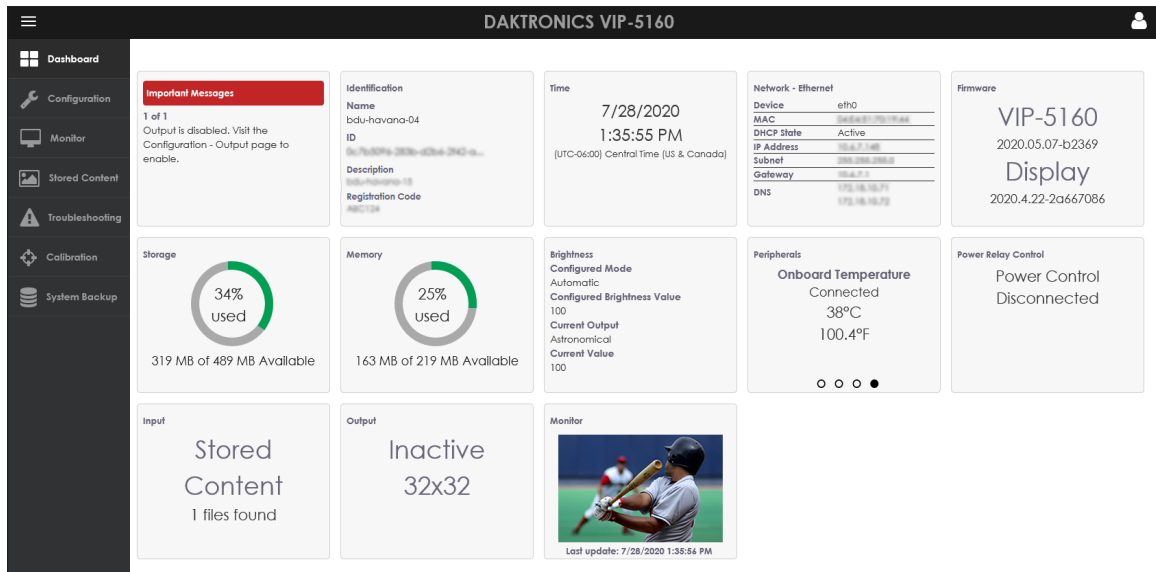 DAKTRONICS VIP-5160
Dashboard
Configuration
Monitor
Stored Content
Troubleshooting
Calibration
System Backup
Important Messages
1 of 1
Output is disabled. Visit the
Configuration - Output page to
enable.
Identification
Name
bdu-havana-04
ID
Description
Registration Code
Time
7/28/2020
1:35:55 PM
(UTC-06:00) Central Time (US & Canada)
Network - Ethernet
Device eth0
MAC
DHCP State Active
IP Address
Subnet
Gateway
DNS
Firmware
VIP-5160
2020.05.07-b2369
Display
2020.4.22-2a667086
Storage
34%
used
319 MB of 489 MB Available
Memory
25%
used
163 MB of 219 MB Available
Brightness
Configured Mode
Automatic
Configured Brightness Value
100
Current Output
Astronomical
Current Value
100
Peripherals
Onboard Temperature
Connected
38°C
100.4°F
Power Relay Control
Power Control
Disconnected
Input
Stored
Content
1 files found
Output
Inactive
32x32
Monitor
Last update: 7/28/2020 1:35:56 PM